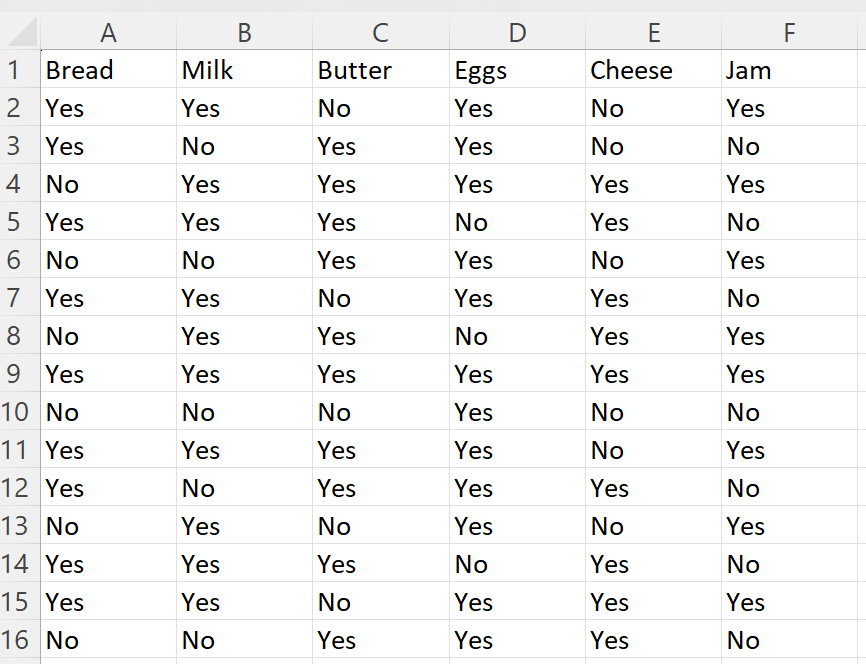 A B C D E F
1 Bread Milk Butter Eggs Cheese Jam
2 Yes Yes No Yes No Yes
3 Yes No Yes Yes No No
4 No Yes Yes Yes Yes Yes
5 Yes Yes Yes No Yes No
6 No No Yes Yes No Yes
7 Yes Yes No Yes Yes No
8 No Yes Yes No Yes Yes
9 Yes Yes Yes Yes Yes Yes
10 No No No Yes No No
11 Yes Yes Yes Yes No Yes
12 Yes No Yes Yes Yes No
13 No Yes No Yes No Yes
14 Yes Yes Yes No Yes No
15 Yes Yes No Yes Yes Yes
16 No No Yes Yes Yes No